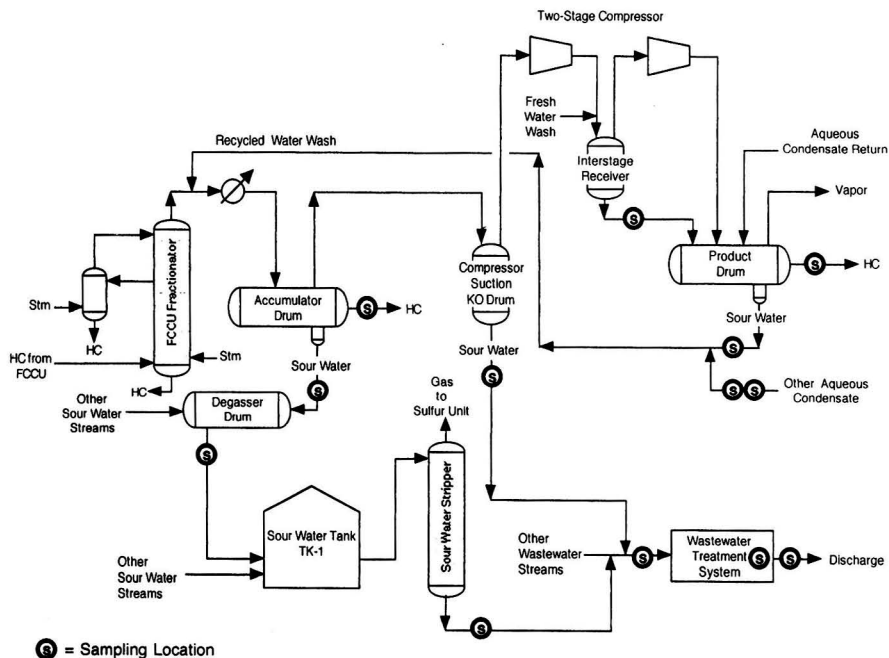 Two-Stage Compressor
Fresh
Water
Wash
Recycled Water Wash
Interstage
Receiver
Aqueous
Condensate Return
Vapor
S
FCCU Fractionator
Compressor
Suction
KO Drum
Product
Drum
S
HC
Stm
Accumulator
Drum
S
HC
Sour Water
Sour Water
S
HC
HC from
FCCU
Stm
Sour Water
S
S
HC
Other
Sour Water
Streams
Degasser
Drum
S
Gas
to
Sulfur Unit
S S
Other Aqueous
Condensate
Sour Water Stripper
Sour Water Tank
TK-1
Other
Sour Water
Streams
Other
Wastewater
Streams
S
Wastewater
Treatment
System
S
S
Discharge
S
S = Sampling Location